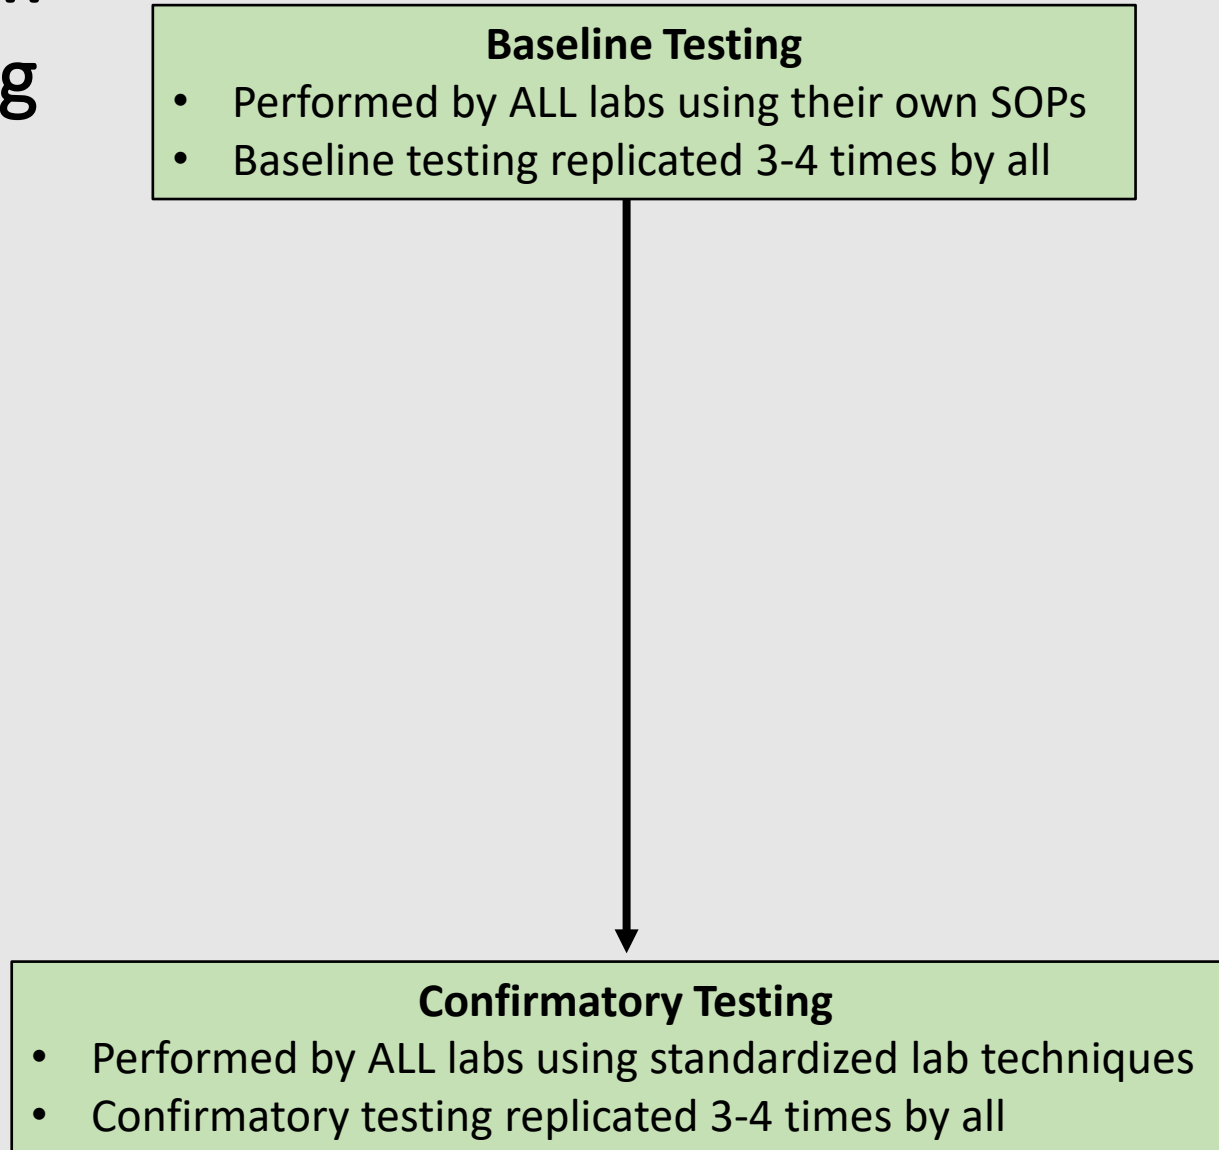 Baseline Testing
• Performed by ALL labs using their own SOPs
• Baseline testing replicated 3-4 times by all
Confirmatory Testing
• Performed by ALL labs using standardized lab techniques
• Confirmatory testing replicated 3-4 times by all